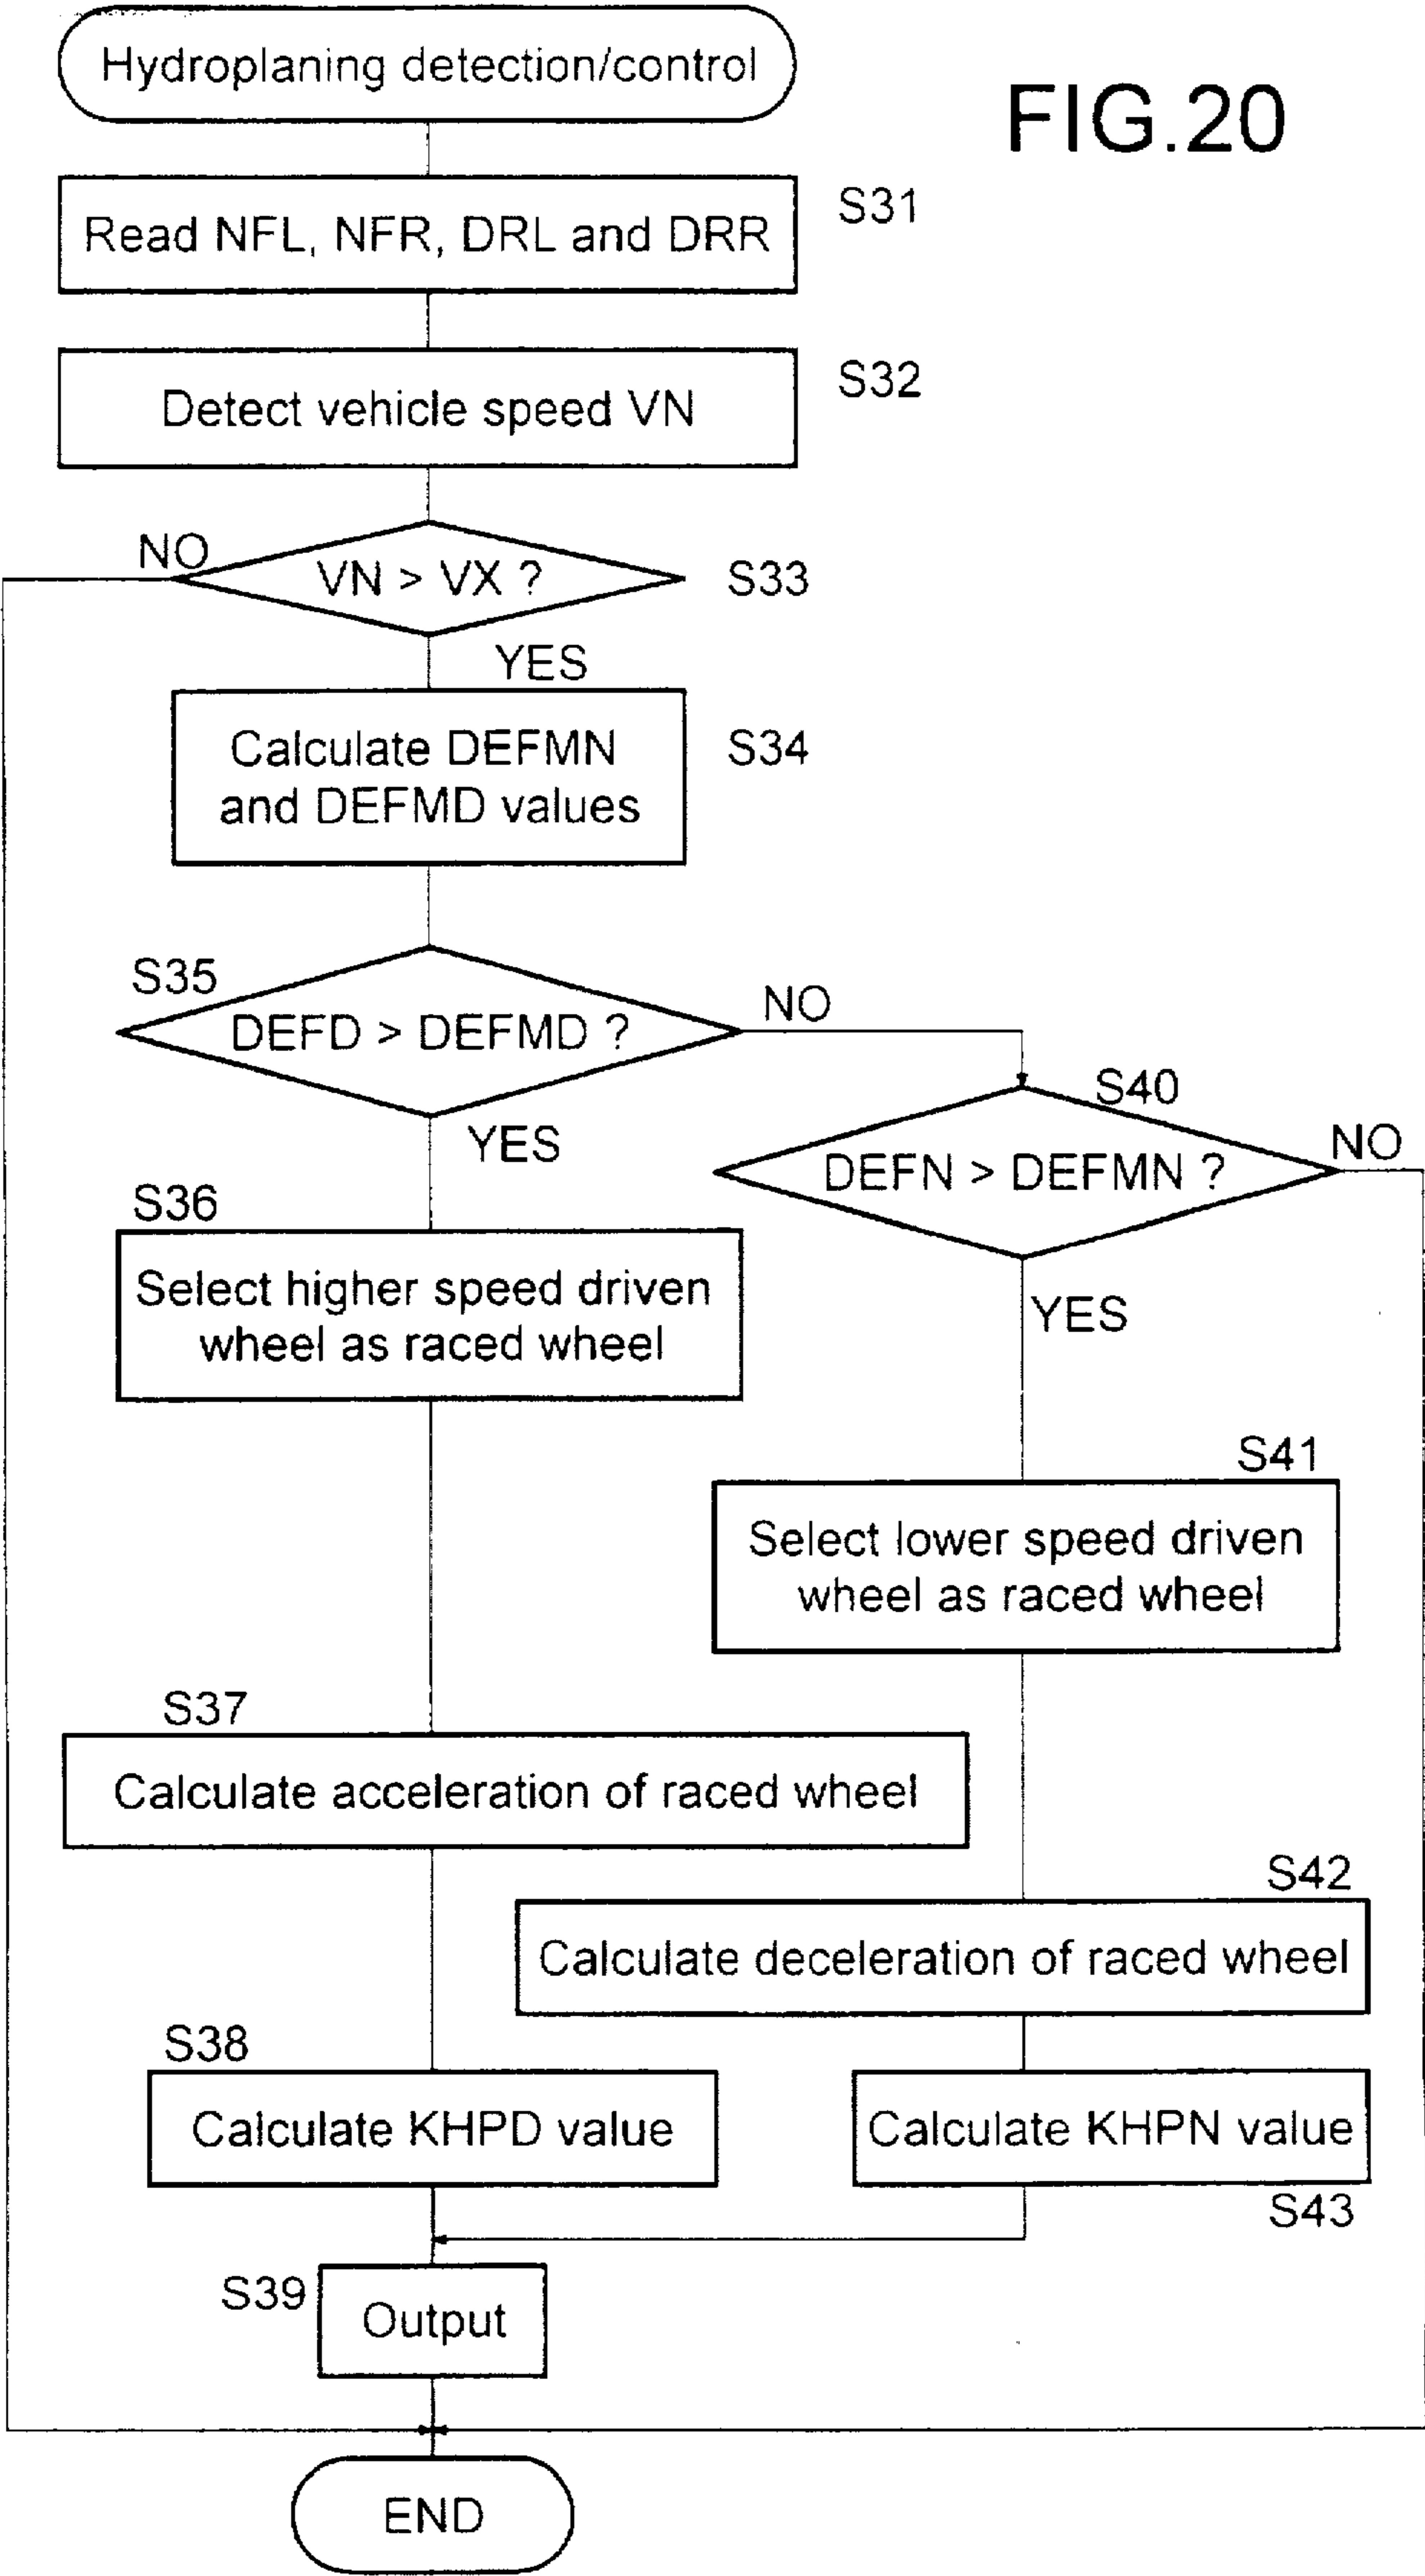 Hydroplaning detection/control
FIG.20
Read NFL, NFR, DRL and DRR
S31
Detect vehicle speed VN
S32
NO
VN > VX ?
S33
YES
Calculate DEFMN
and DEFMD values
S34
S35
DEFD > DEFMD ?
NO
YES
S40
DEFN > DEFMN ?
NO
YES
S36
Select higher speed driven
wheel as raced wheel
S41
Select lower speed driven
wheel as raced wheel
S37
Calculate acceleration of raced wheel
S42
Calculate deceleration of raced wheel
S38
Calculate KHPD value
Calculate KHPN value
S43
S39
Output
END